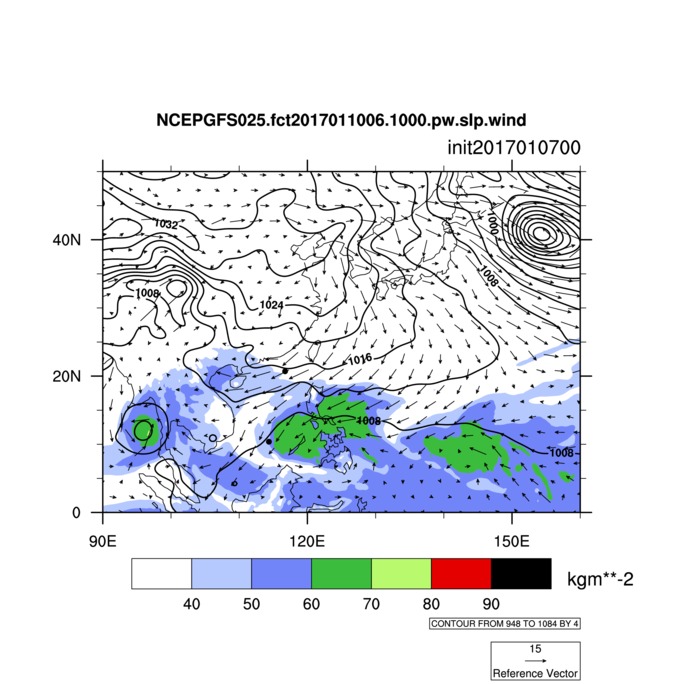 NCEPGFS025.fct2017011006.1000.pw.slp.wind
init2017010700
1032
1000
40N
1008
1008
1024
1016
20N
1008
1008
0
90E 120E 150E
kgm**-2
40 50 60 70 80 90
CONTOUR FROM 948 TO 1084 BY 4
15
Reference Vector